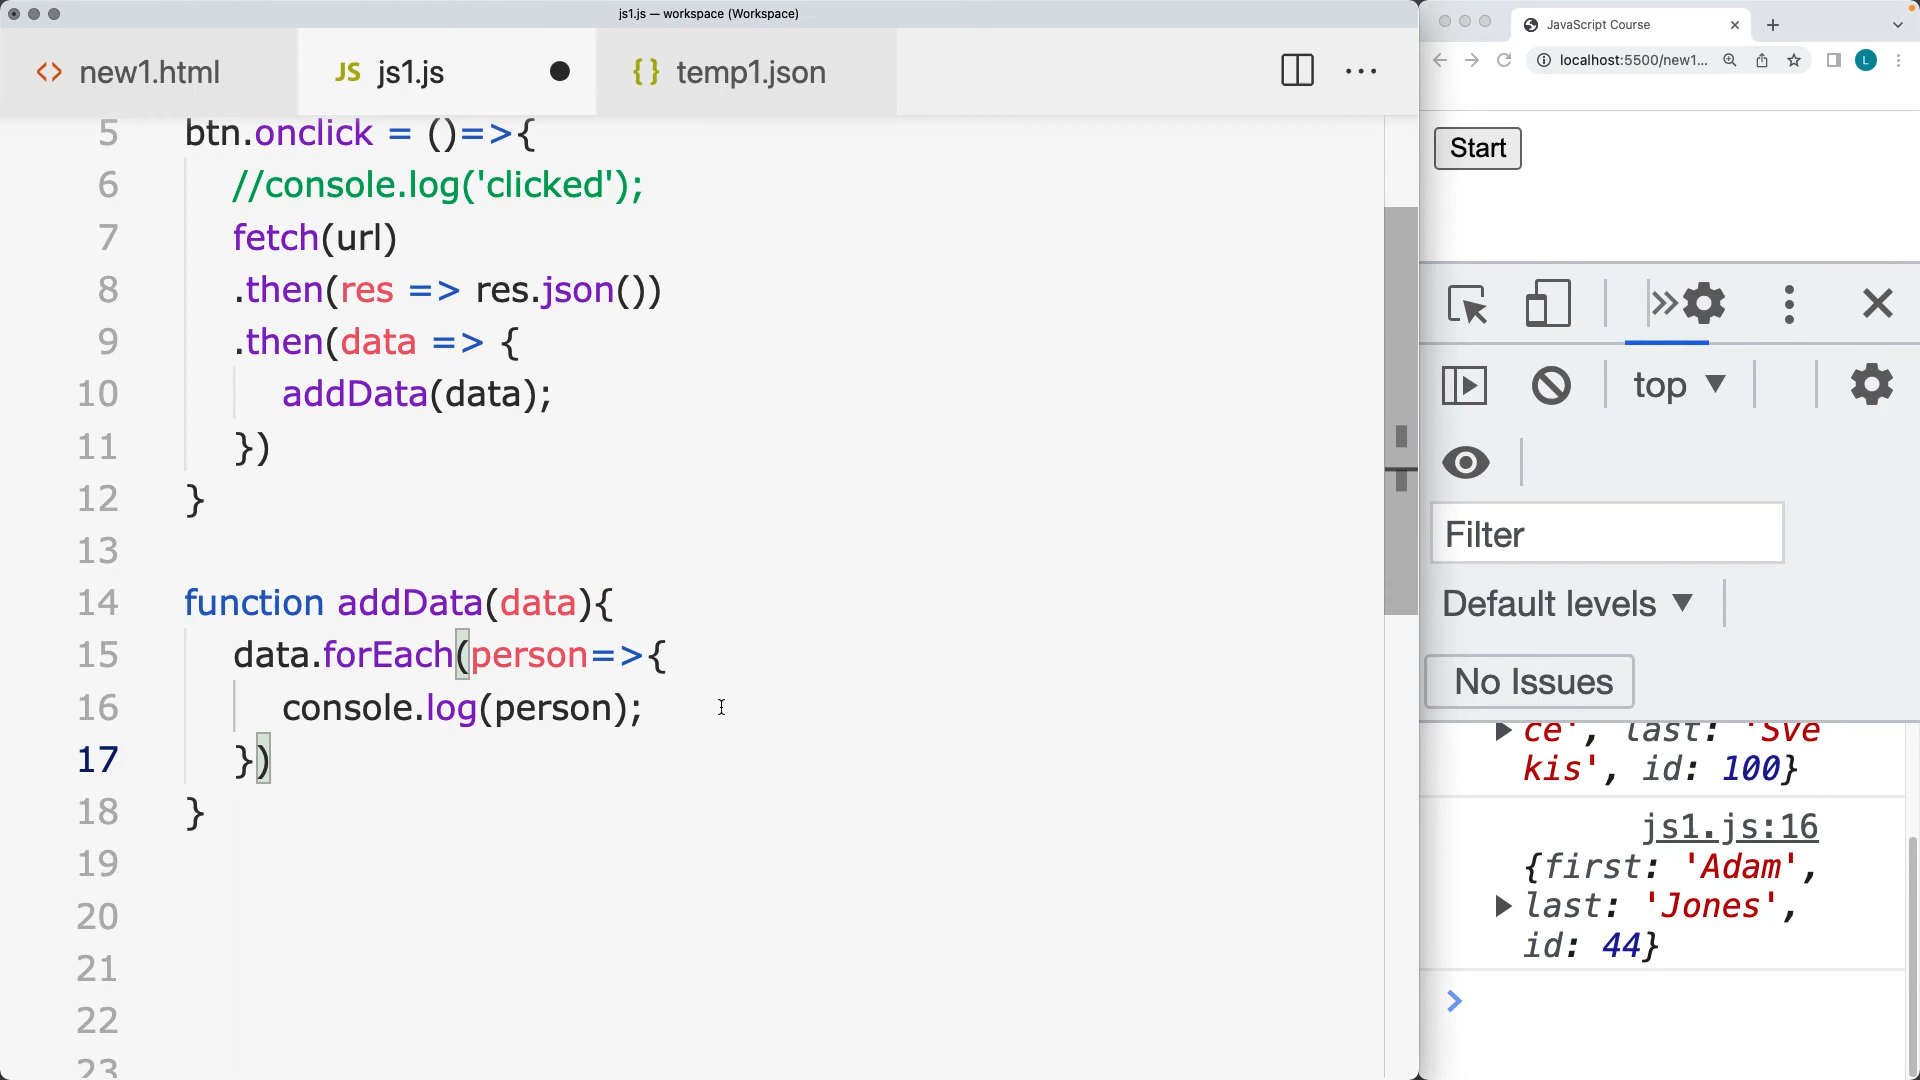 js1.js — workspace (Workspace)
new1.html
JS js1.js
{ } temp1.json
5 btn.onclick = ()=>{
6 //console.log('clicked');
7 fetch(url)
8 .then(res => res.json())
9 .then(data => {
10 addData(data);
11 })
12 }
13
14 function addData(data){
15 data.forEach(person=>{
16 console.log(person);
17 })
18 }
19
20
21
22
23
JavaScript Course
localhost:5500/new1...
L
Start
top
Filter
Default levels
No Issues
ce', last: 'Sve
kis', id: 100}
js1.js:16
{first: 'Adam',
last: 'Jones',
id: 44}